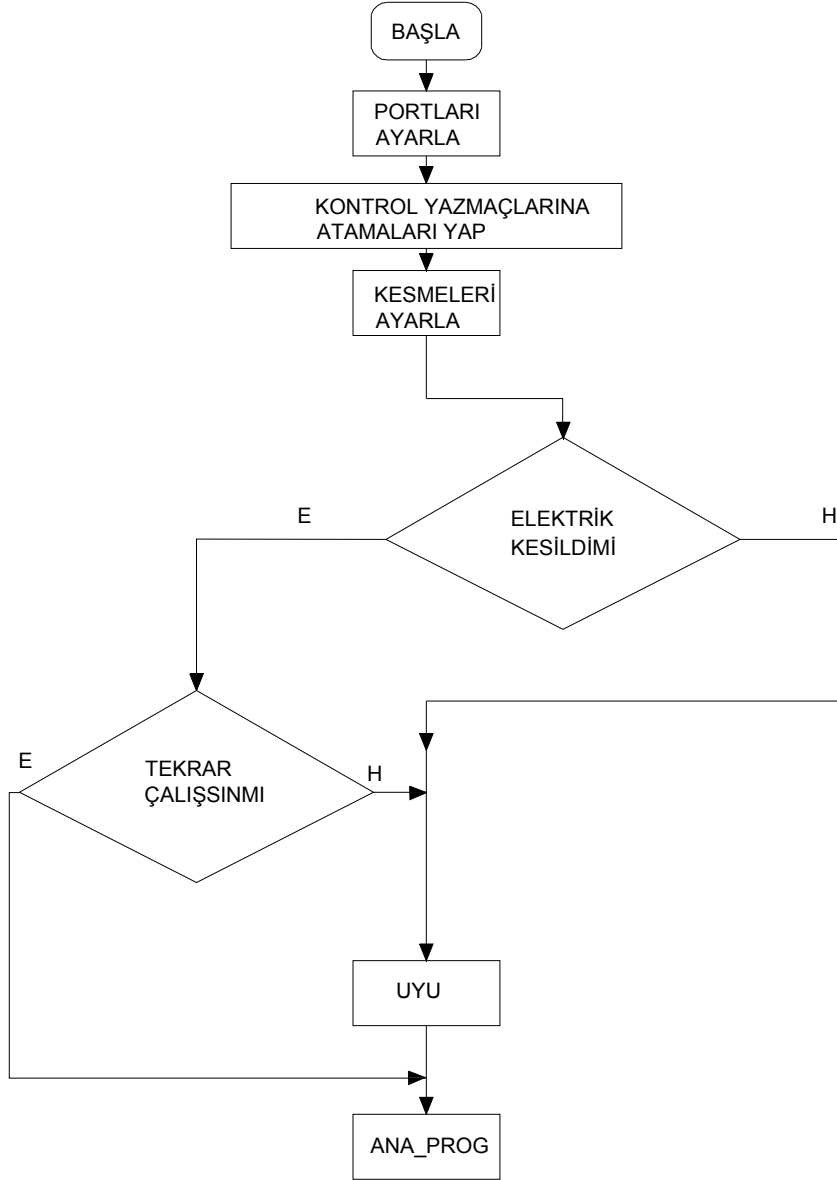 BAŞLA
PORTLARI
AYARLA
KONTROL YAZMAÇLARINA
ATAMALARI YAP
KESMELERİ
AYARLA
E
ELEKTRİK
KESİLDİMİ
H
E
TEKRAR
ÇALIŞSINMI
H
UYU
ANA_PROG